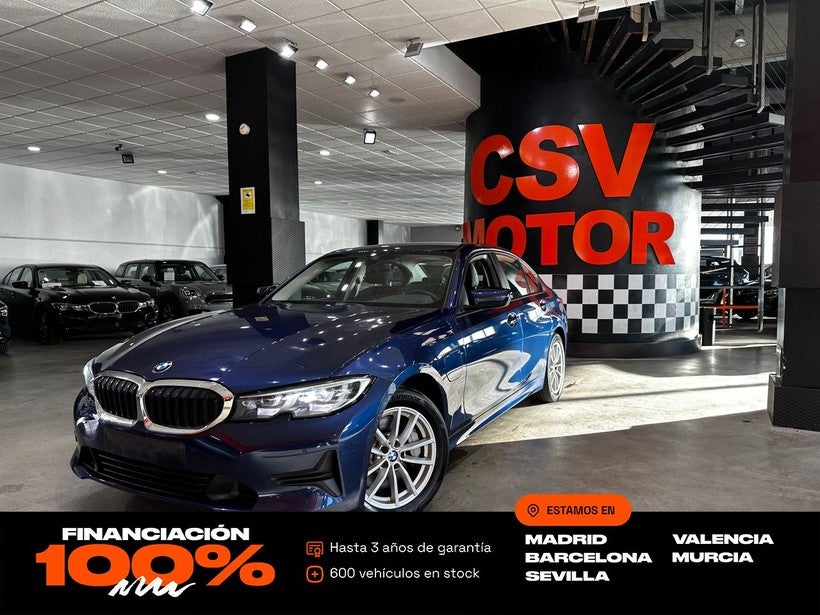 CSV
MOTOR
FINANCIACIÓN
100%
Hasta 3 años de garantía
600 vehículos en stock
ESTAMOS EN
MADRID
BARCELONA
SEVILLA
VALENCIA
MURCIA